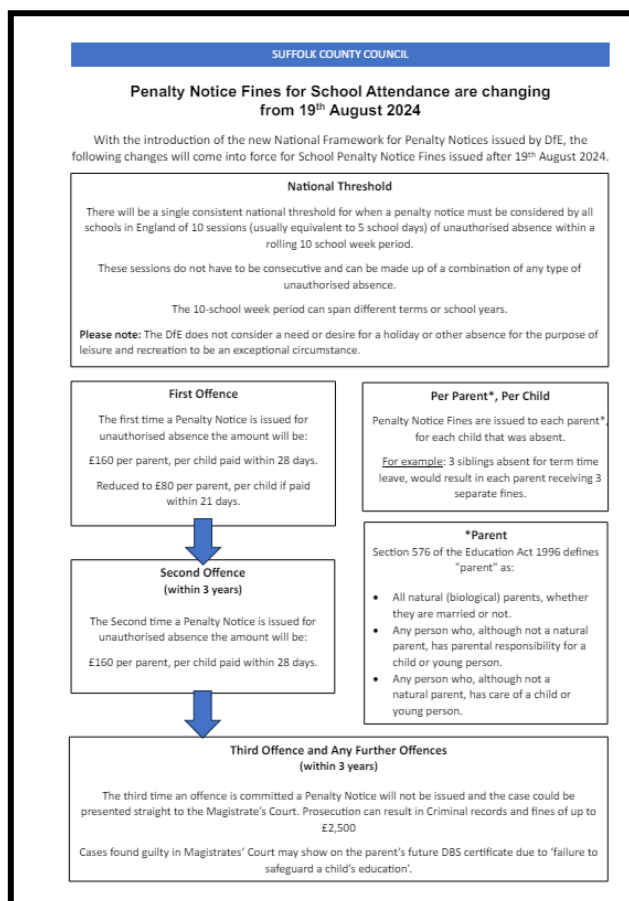 SUFFOLK COUNTY COUNCIL
Penalty Notice Fines for School Attendance are changing
from 19th August 2024
With the introduction of the new National Framework for Penalty Notices issued by DfE, the
following changes will come into force for School Penalty Notice Fines issued after 19th August 2024.
National Threshold
There will be a single consistent national threshold for when a penalty notice must be considered by all
schools in England of 10 sessions (usually equivalent to 5 school days) of unauthorised absence within a
rolling 10 school week period.
These sessions do not have to be consecutive and can be made up of a combination of any type of
unauthorised absence.
The 10-school week period can span different terms or school years.
Please note: The DfE does not consider a need or desire for a holiday or other absence for the purpose of
leisure and recreation to be an exceptional circumstance.
First Offence
The first time a Penalty Notice is issued for
unauthorised absence the amount will be:
£160 per parent, per child paid within 28 days.
Reduced to £80 per parent, per child if paid
within 21 days.
Per Parent*, Per Child
Penalty Notice Fines are issued to each parent*,
for each child that was absent.
For example: 3 siblings absent for term time
leave, would result in each parent receiving 3
separate fines.
Second Offence
(within 3 years)
The Second time a Penalty Notice is issued for
unauthorised absence the amount will be:
£160 per parent, per child paid within 28 days.
*Parent
Section 576 of the Education Act 1996 defines
"parent" as:
• All natural (biological) parents, whether
they are married or not.
• Any person who, although not a natural
parent, has parental responsibility for a
child or young person.
• Any person who, although not a
natural parent, has care of a child or
young person.
Third Offence and Any Further Offences
(within 3 years)
The third time an offence is committed a Penalty Notice will not be issued and the case could be
presented straight to the Magistrate's Court. Prosecution can result in Criminal records and fines of up to
£2,500
Cases found guilty in Magistrates' Court may show on the parent's future DBS certificate due to 'failure to
safeguard a child's education'.